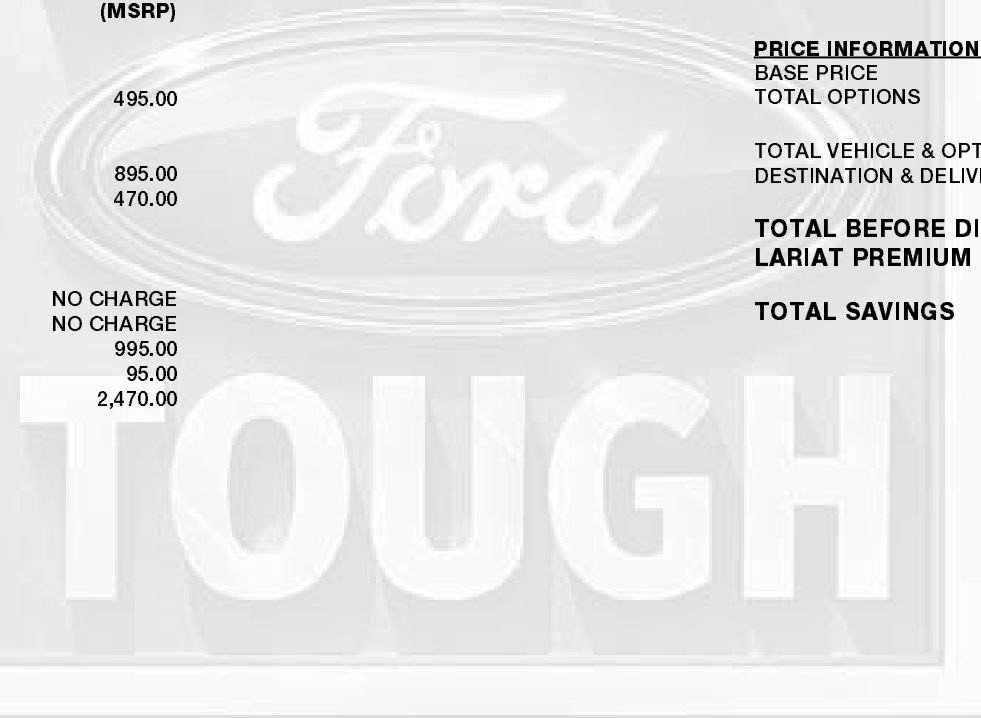 (MSRP)
495.00
895.00
470.00
NO CHARGE
NO CHARGE
995.00
95.00
2,470.00
PRICE INFORMATION
BASE PRICE
TOTAL OPTIONS
TOTAL VEHICLE & OPT
DESTINATION & DELIV
TOTAL BEFORE DI
LARIAT PREMIUM
TOTAL SAVINGS
Ford
TOUGH